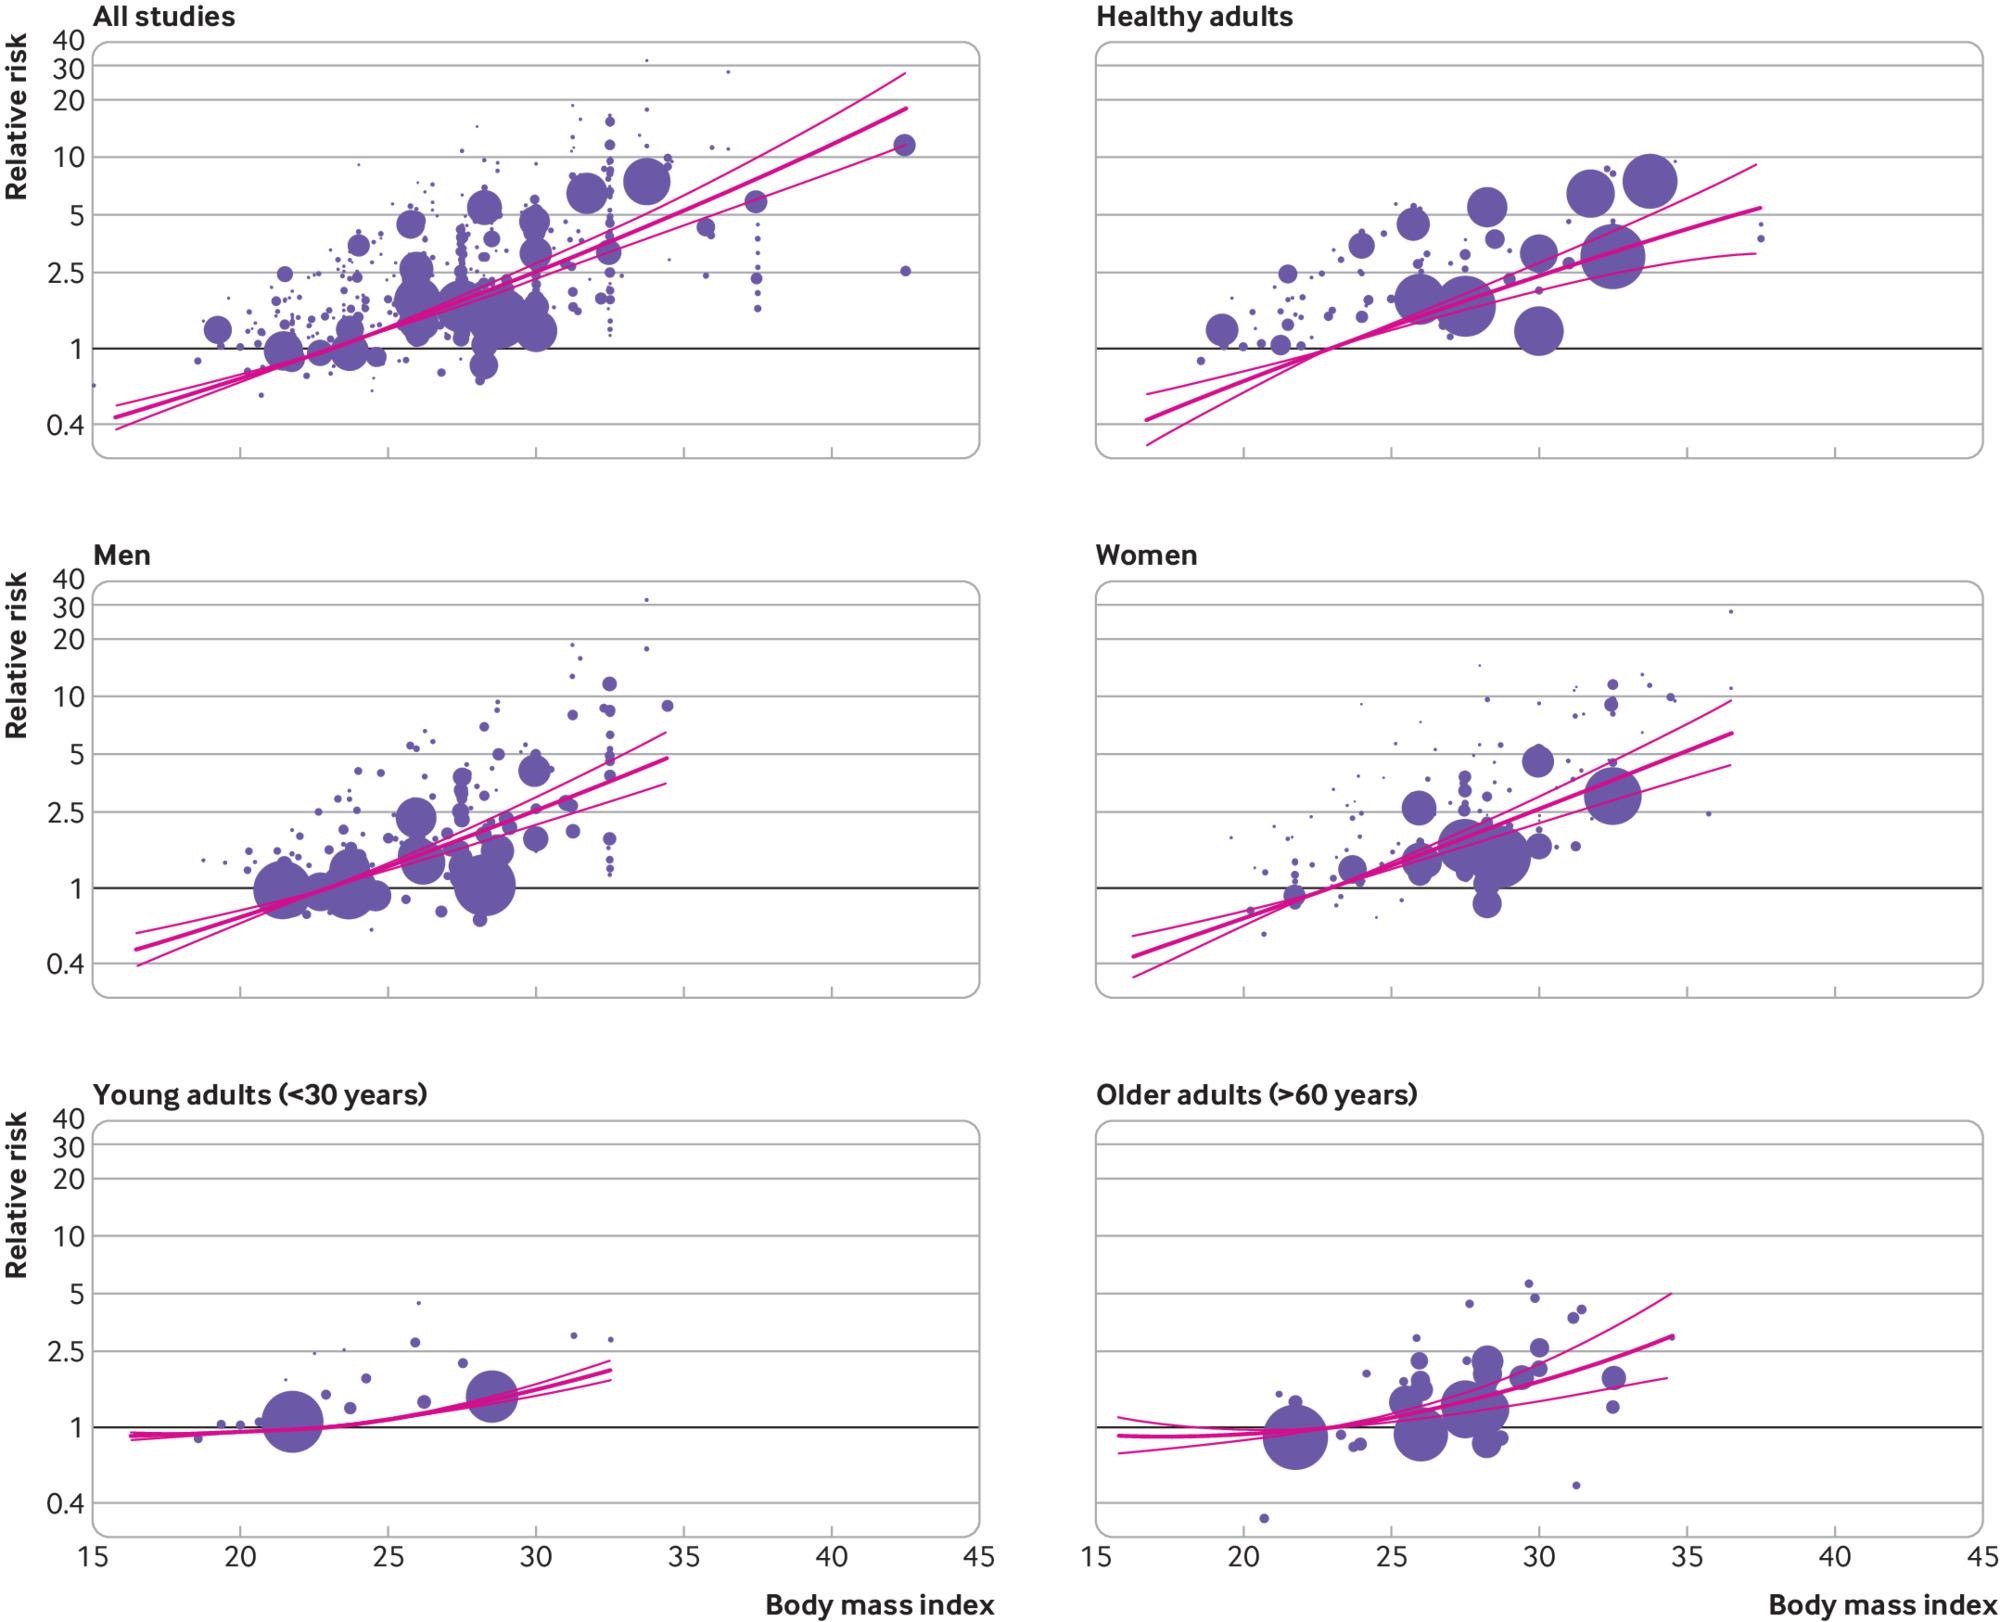 All studies
Healthy adults
Relative risk
40
30
20
10
5
2.5
1
0.4
Men
Women
Relative risk
40
30
20
10
5
2.5
1
0.4
Young adults (<30 years)
Older adults (>60 years)
Relative risk
40
30
20
10
5
2.5
1
0.4
15 20 25 30 35 40 45
15 20 25 30 35 40 45
Body mass index
Body mass index